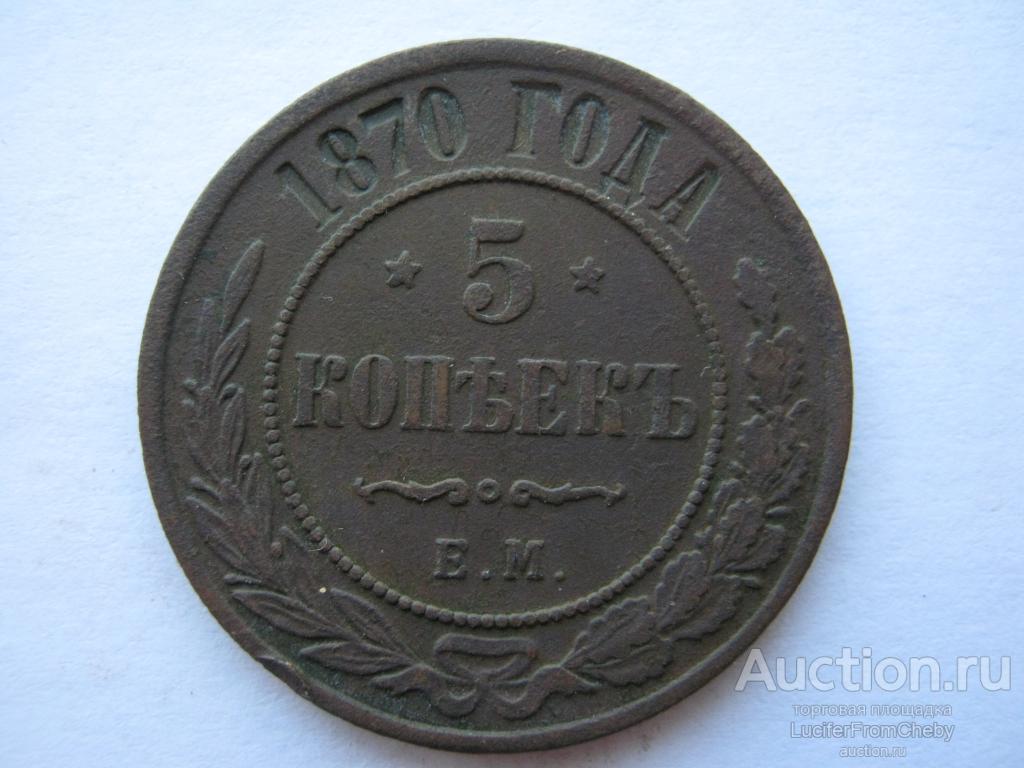 1870 ГОДА
5
КОПѢЕКЪ
Е.М.
Auction.ru
торговая площадка
LuciferFromCheby
auction.ru